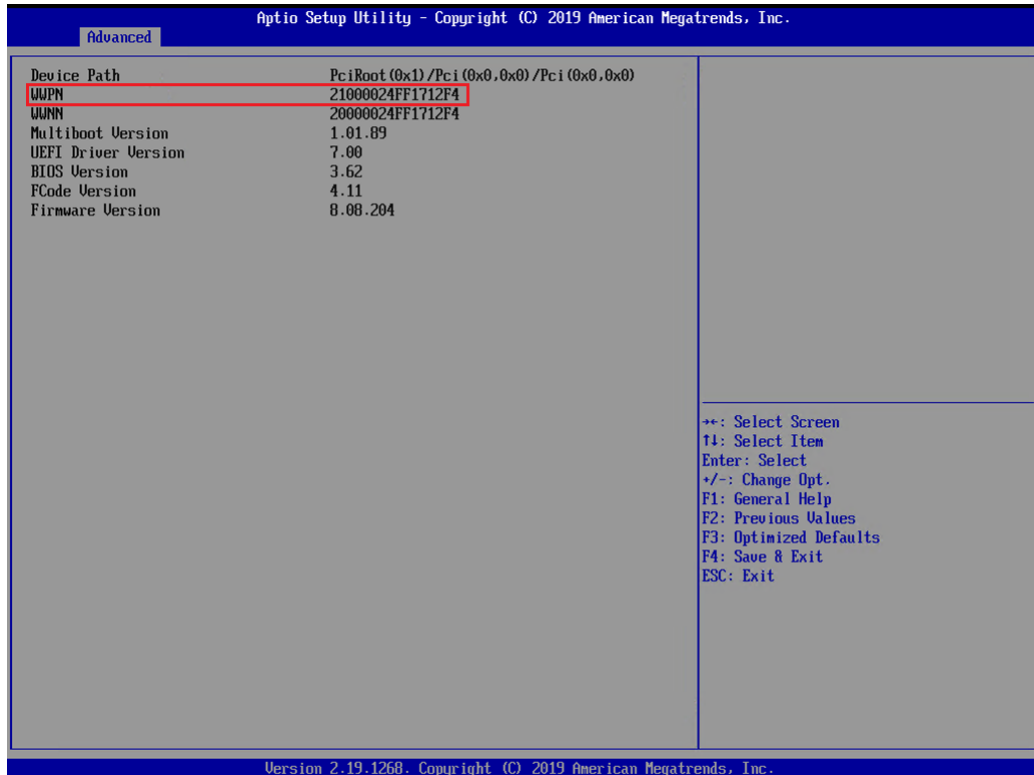 Aptio Setup Utility - Copyright (C) 2019 American Megatrends, Inc.
Advanced
Device Path PciRoot(0x1)/Pci(0x0,0x0)/Pci(0x0,0x0)
WWPN 21000024FF1712F4
WWNN 20000024FF1712F4
Multiboot Version 1.01.89
UEFI Driver Version 7.00
BIOS Version 3.62
FCode Version 4.11
Firmware Version 8.08.204
→←: Select Screen
↑↓: Select Item
Enter: Select
+/-: Change Opt.
F1: General Help
F2: Previous Values
F3: Optimized Defaults
F4: Save & Exit
ESC: Exit
Version 2.19.1268. Copyright (C) 2019 American Megatrends, Inc.